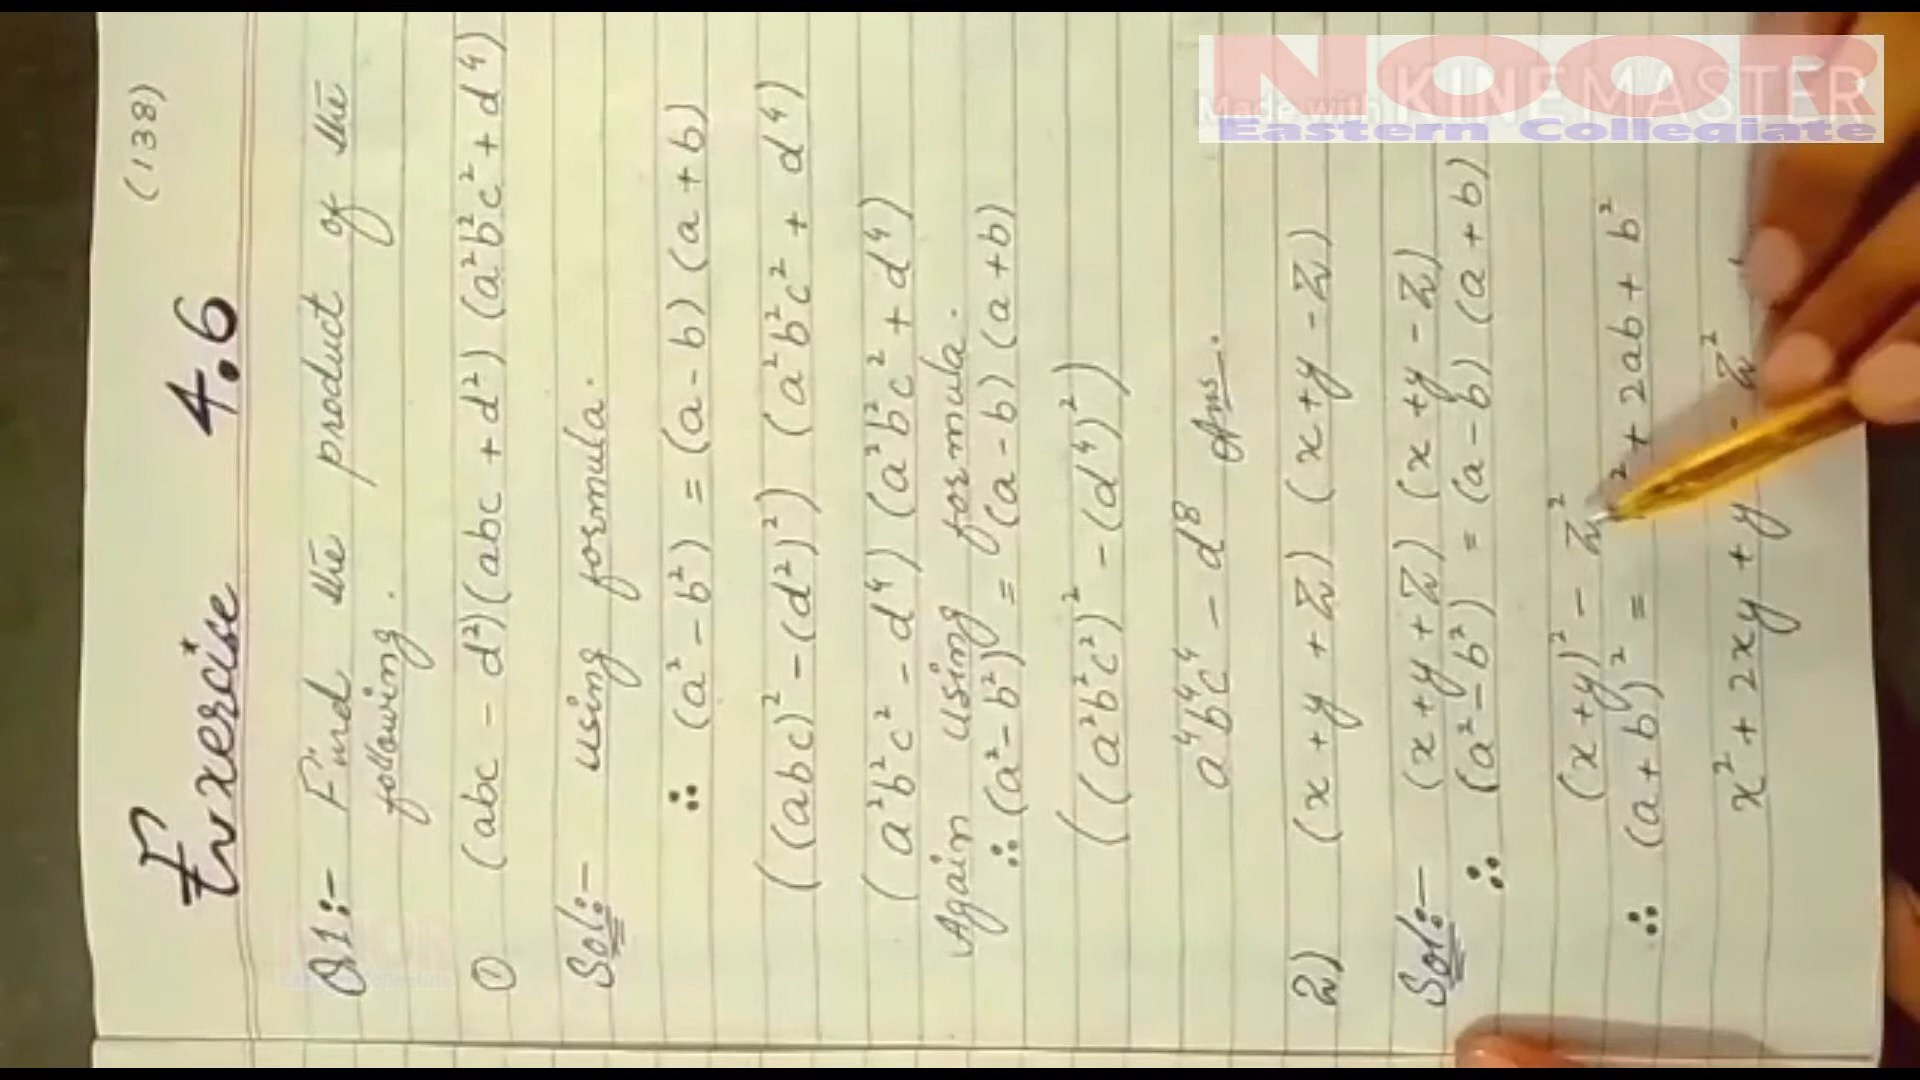 (138)
Exercise 4.6
Q1:- Find the product of the
following.
① (abc - d²)(abc + d²)(a²b²c² + d⁴)
Sol:- using formula.
∴ (a² - b²) = (a - b)(a + b)
((abc)² - (d²)²) (a²b²c² + d⁴)
(a²b²c² - d⁴)(a²b²c² + d⁴)
Again using formula.
∴ (a² - b²) = (a - b)(a + b)
((a²b²c²)² - (d⁴)²)
a⁴b⁴c⁴ - d⁸ Ans.
2) (x + y + z)(x + y - z)
Sol:- (x + y + z)(x + y - z)
∴ (a² - b²) = (a - b)(a + b)
(x + y)² - z²
∴ (a + b)² = ² + 2ab + b²
x² + 2xy + y - z²
NOOR
Made with KINEMASTER
Eastern Collegiate